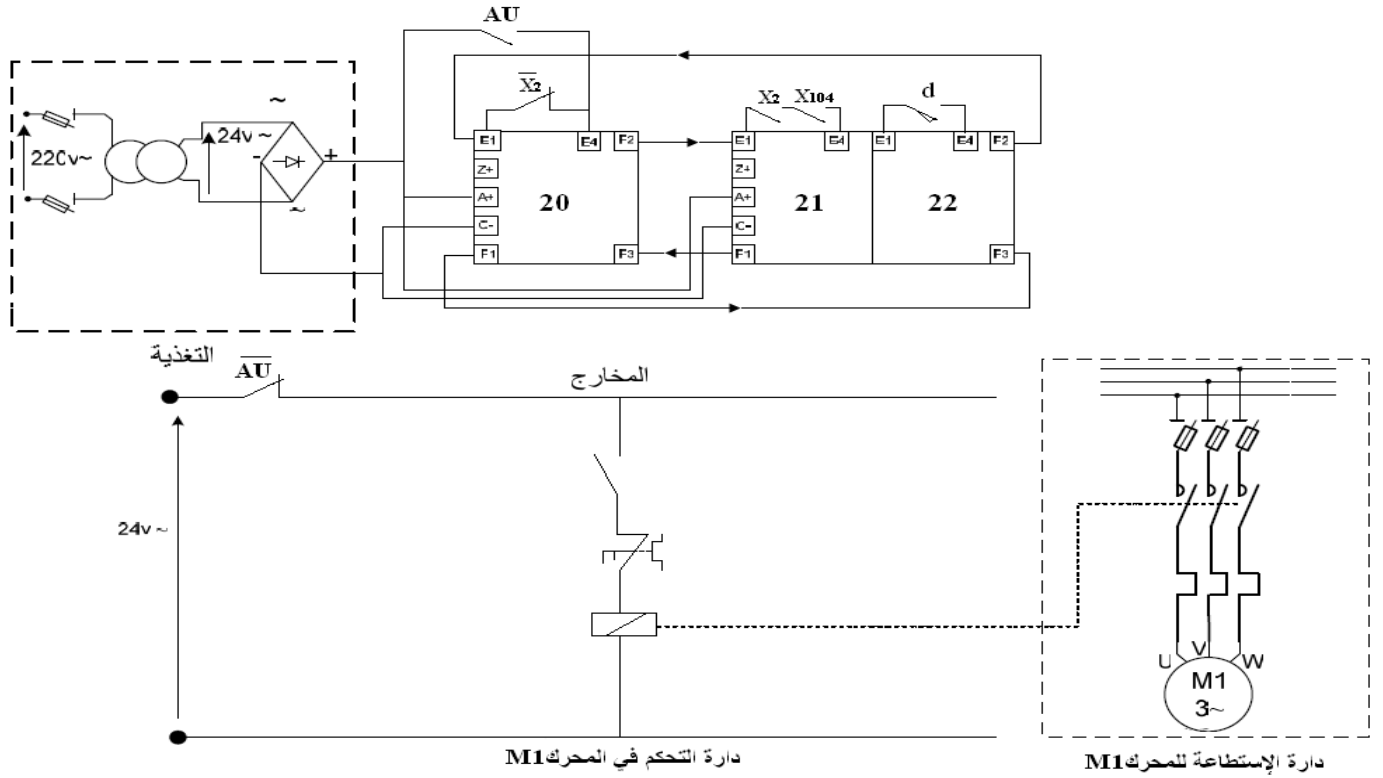 AU
X̅2̅
X2 X104 d
~
220v~ 24v~ - +
~
E1 E4 F2 E1 E4 E1 E4 F2
Z+ Z+
A+ 20 A+ 21 22
C- C-
F1 F3 F1 F3
التغذية
A̅U̅
المخارج
24v~
U V W
M1
3~
دارة التحكم في المحركM1
دارة الإستطاعة للمحركM1